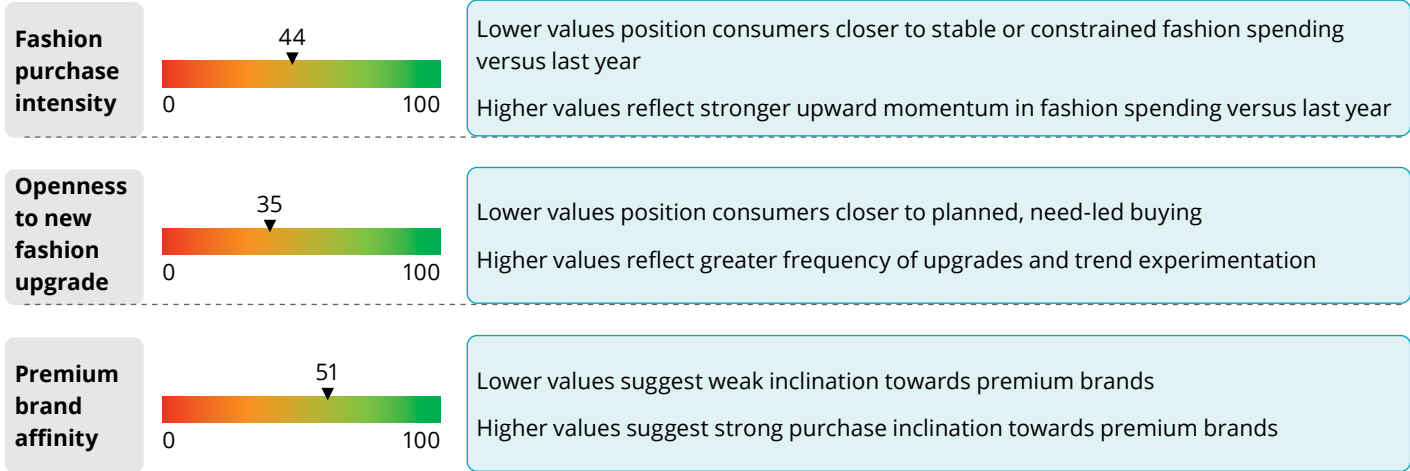 Fashion
purchase
intensity
44
0
100
Lower values position consumers closer to stable or constrained fashion spending
versus last year
Higher values reflect stronger upward momentum in fashion spending versus last year
Openness
to new
fashion
upgrade
35
0
100
Lower values position consumers closer to planned, need-led buying
Higher values reflect greater frequency of upgrades and trend experimentation
Premium
brand
affinity
51
0
100
Lower values suggest weak inclination towards premium brands
Higher values suggest strong purchase inclination towards premium brands